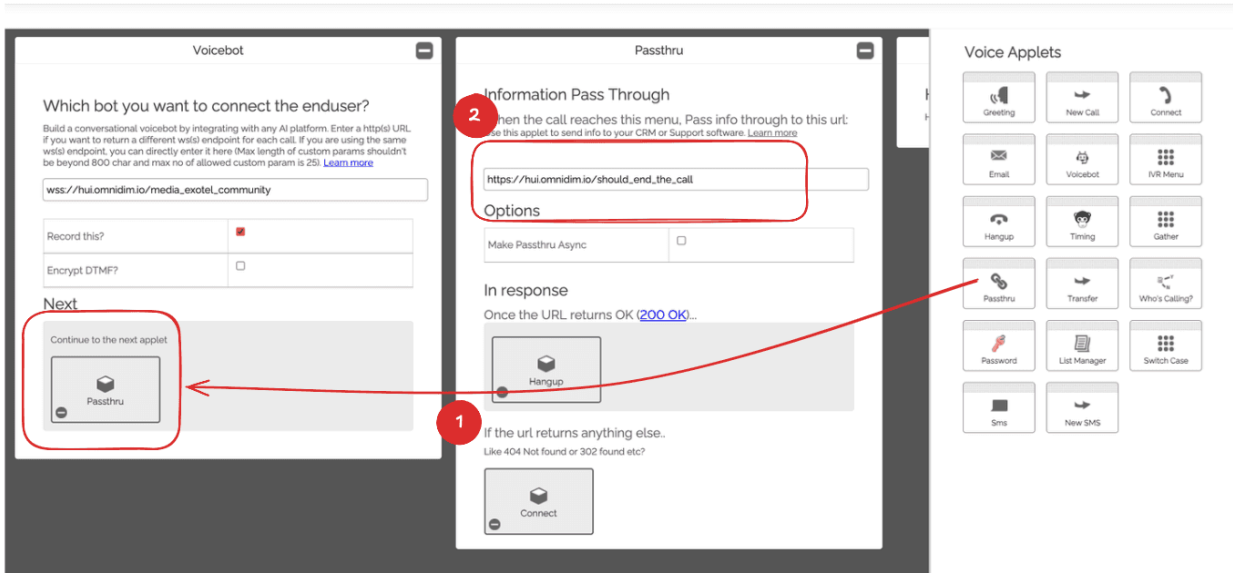 Voicebot
Which bot you want to connect the enduser?
Build a conversational voicebot by integrating with any AI platform. Enter a http(s) URL
if you want to return a different ws(s) endpoint for each call. If you are using the same
ws(s) endpoint, you can directly enter it here (Max length of custom params shouldn't
be beyond 800 char and max no of allowed custom param is 25). Learn more
wss://hui.omnidim.io/media_exotel_community
Record this?
Encrypt DTMF?
Next
Continue to the next applet
Passthru
1
Passthru
Information Pass Through
2
hen the call reaches this menu, Pass info through to this url:
se this applet to send info to your CRM or Support software. Learn more
https://hui.omnidim.io/should_end_the_call
Options
Make Passthru Async
In response
Once the URL returns OK (200 OK)...
Hangup
If the url returns anything else..
Like 404 Not found or 302 found etc?
Connect
Voice Applets
Greeting
New Call
Connect
Email
Voicebot
IVR Menu
Hangup
Timing
Gather
Passthru
Transfer
Who's Calling?
Password
List Manager
Switch Case
Sms
New SMS